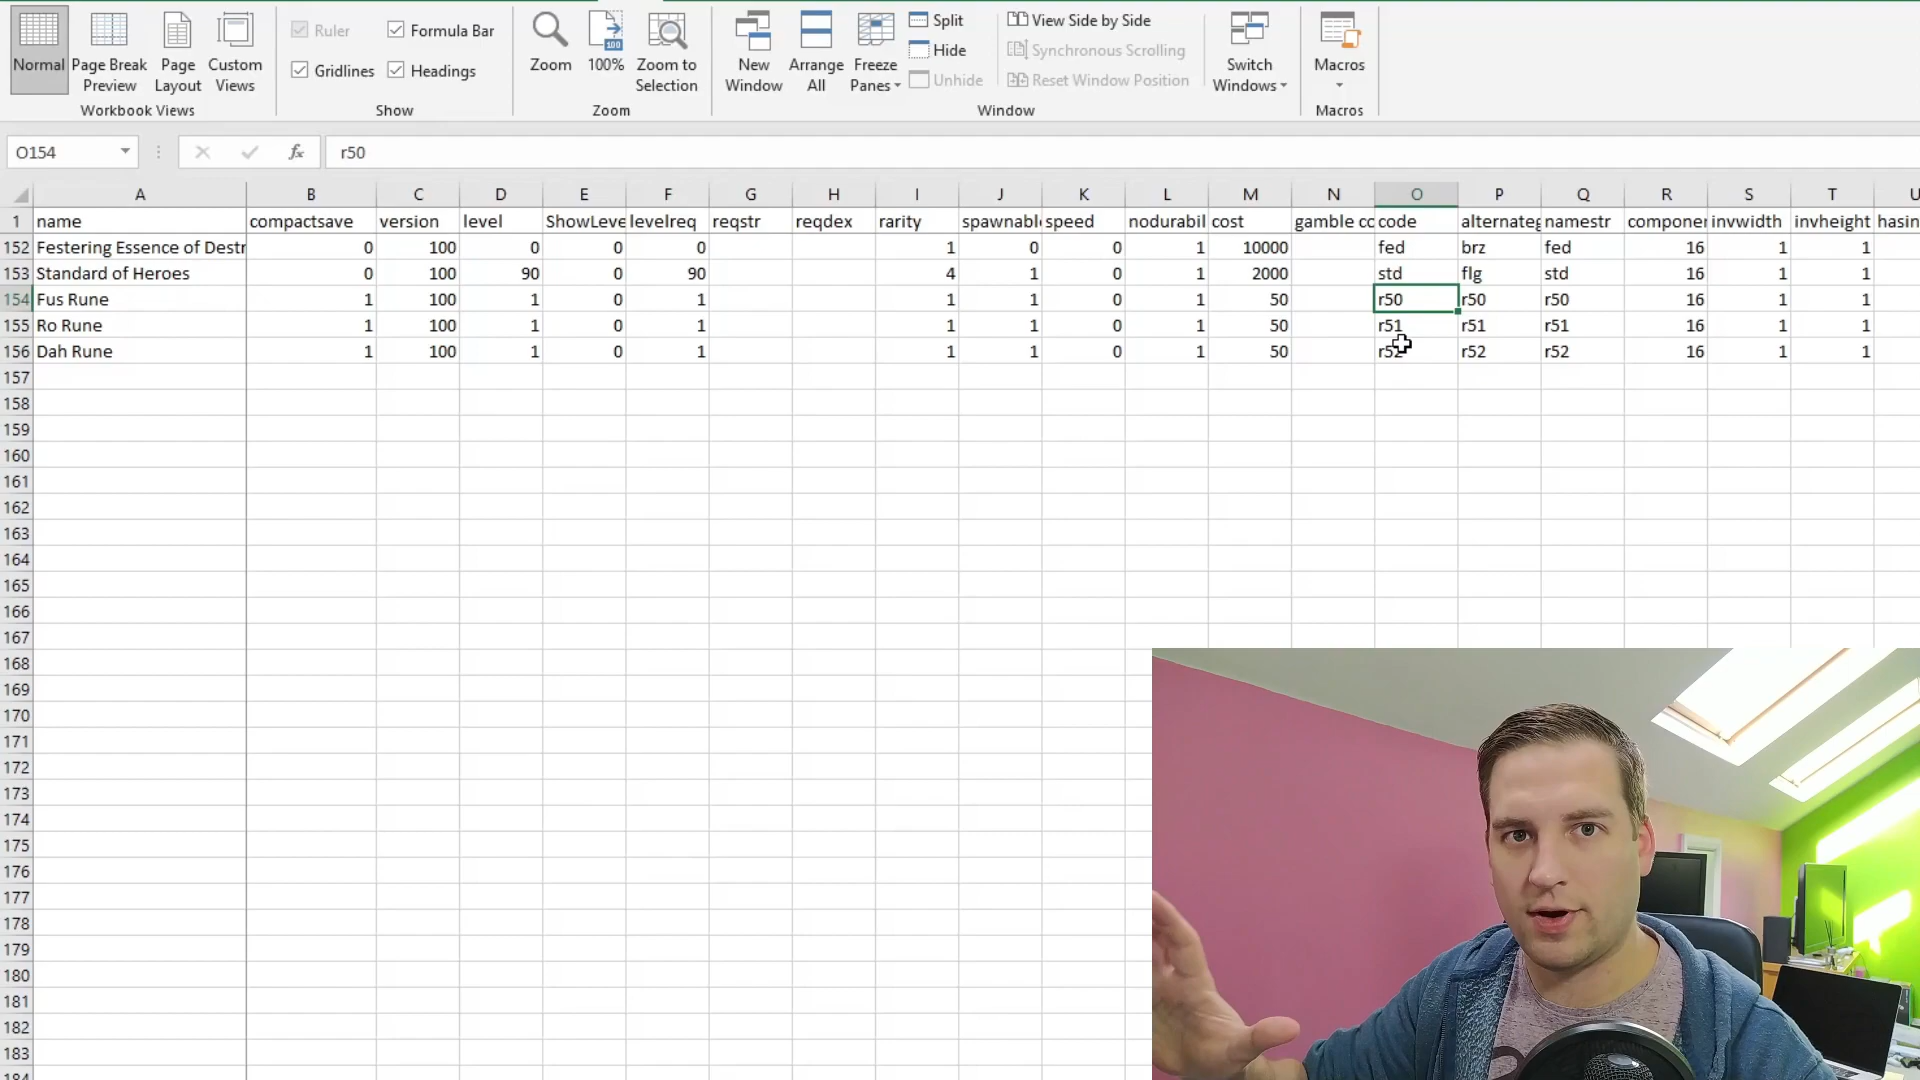 Normal Page Break Preview Page Layout Custom Views
Workbook Views
Ruler Formula Bar
Gridlines Headings
Show
Zoom 100% Zoom to Selection
100
Zoom
New Window Arrange All Freeze Panes
Split
Hide
Unhide
View Side by Side
Synchronous Scrolling
Reset Window Position
Window
Switch Windows
Macros
Macros
O154 fx r50
A B C D E F G H I J K L M N O P Q R S T U
1 name compactsave version level ShowLeve levelreq reqstr reqdex rarity spawnable speed nodurabil cost gamble cc code alternateg namestr componer invwidth invheight hasin
152 Festering Essence of Destr 0 100 0 0 0 1 0 0 1 10000 fed brz fed 16 1 1
153 Standard of Heroes 0 100 90 0 90 4 1 0 1 2000 std flg std 16 1 1
154 Fus Rune 1 100 1 0 1 1 1 0 1 50 r50 r50 r50 16 1 1
155 Ro Rune 1 100 1 0 1 1 1 0 1 50 r51 r51 r51 16 1 1
156 Dah Rune 1 100 1 0 1 1 1 0 1 50 r52 r52 r52 16 1 1
157
158
159
160
161
162
163
164
165
166
167
168
169
170
171
172
173
174
175
176
177
178
179
180
181
182
183
184